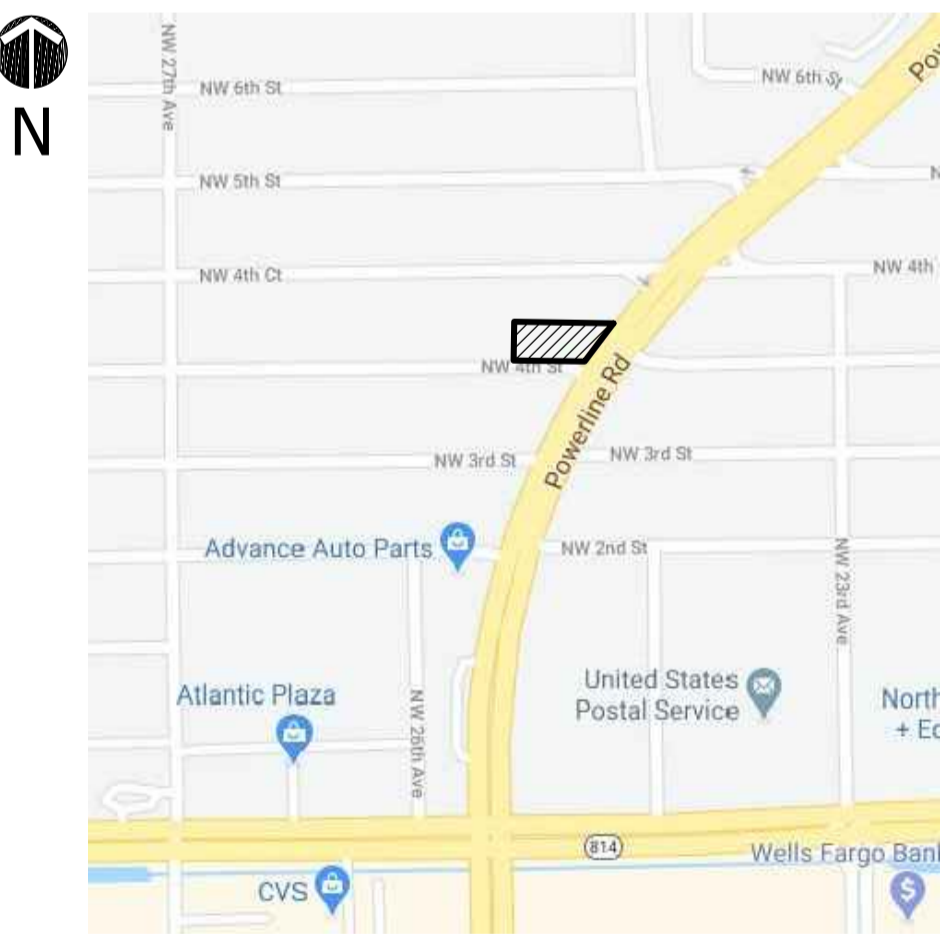 N
NW 27th Ave
NW 6th St
NW 6th St
NW 5th St
NW 4th Ct
NW 4th
NW 4th St
Powerline Rd
NW 3rd St
NW 3rd St
Advance Auto Parts
NW 2nd St
NW 23rd Ave
United States
Postal Service
Atlantic Plaza
NW 26th Ave
North
+ Ec
814
Wells Fargo Bank
CVS
$